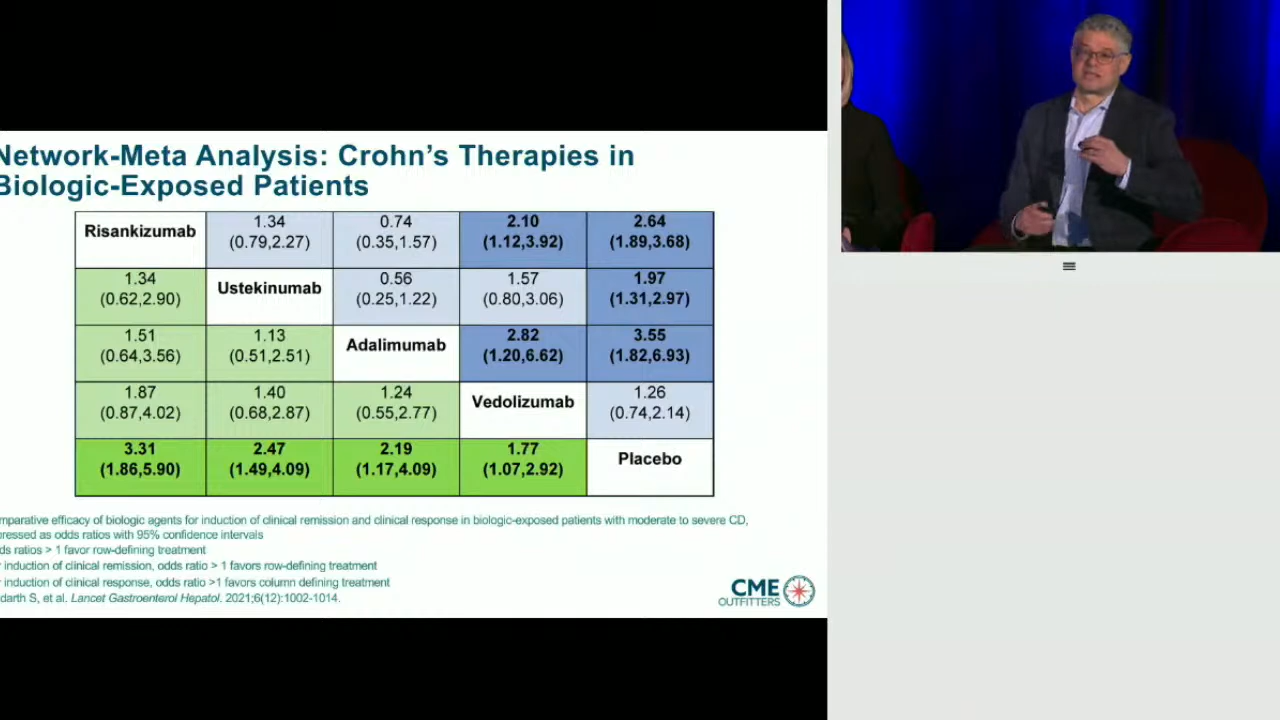 Network-Meta Analysis: Crohn's Therapies in
Biologic-Exposed Patients
Risankizumab 1.34 (0.79,2.27) 0.74 (0.35,1.57) 2.10 (1.12,3.92) 2.64 (1.89,3.68)
1.34 (0.62,2.90) Ustekinumab 0.56 (0.25,1.22) 1.57 (0.80,3.06) 1.97 (1.31,2.97)
1.51 (0.64,3.56) 1.13 (0.51,2.51) Adalimumab 2.82 (1.20,6.62) 3.55 (1.82,6.93)
1.87 (0.87,4.02) 1.40 (0.68,2.87) 1.24 (0.55,2.77) Vedolizumab 1.26 (0.74,2.14)
3.31 (1.86,5.90) 2.47 (1.49,4.09) 2.19 (1.17,4.09) 1.77 (1.07,2.92) Placebo
mparative efficacy of biologic agents for induction of clinical remission and clinical response in biologic-exposed patients with moderate to severe CD,
pressed as odds ratios with 95% confidence intervals
ds ratios > 1 favor row-defining treatment
r induction of clinical remission, odds ratio > 1 favors row-defining treatment
r induction of clinical response, odds ratio >1 favors column defining treatment
darth S, et al. Lancet Gastroenterol Hepatol. 2021;6(12):1002-1014.
CME
OUTFITTERS